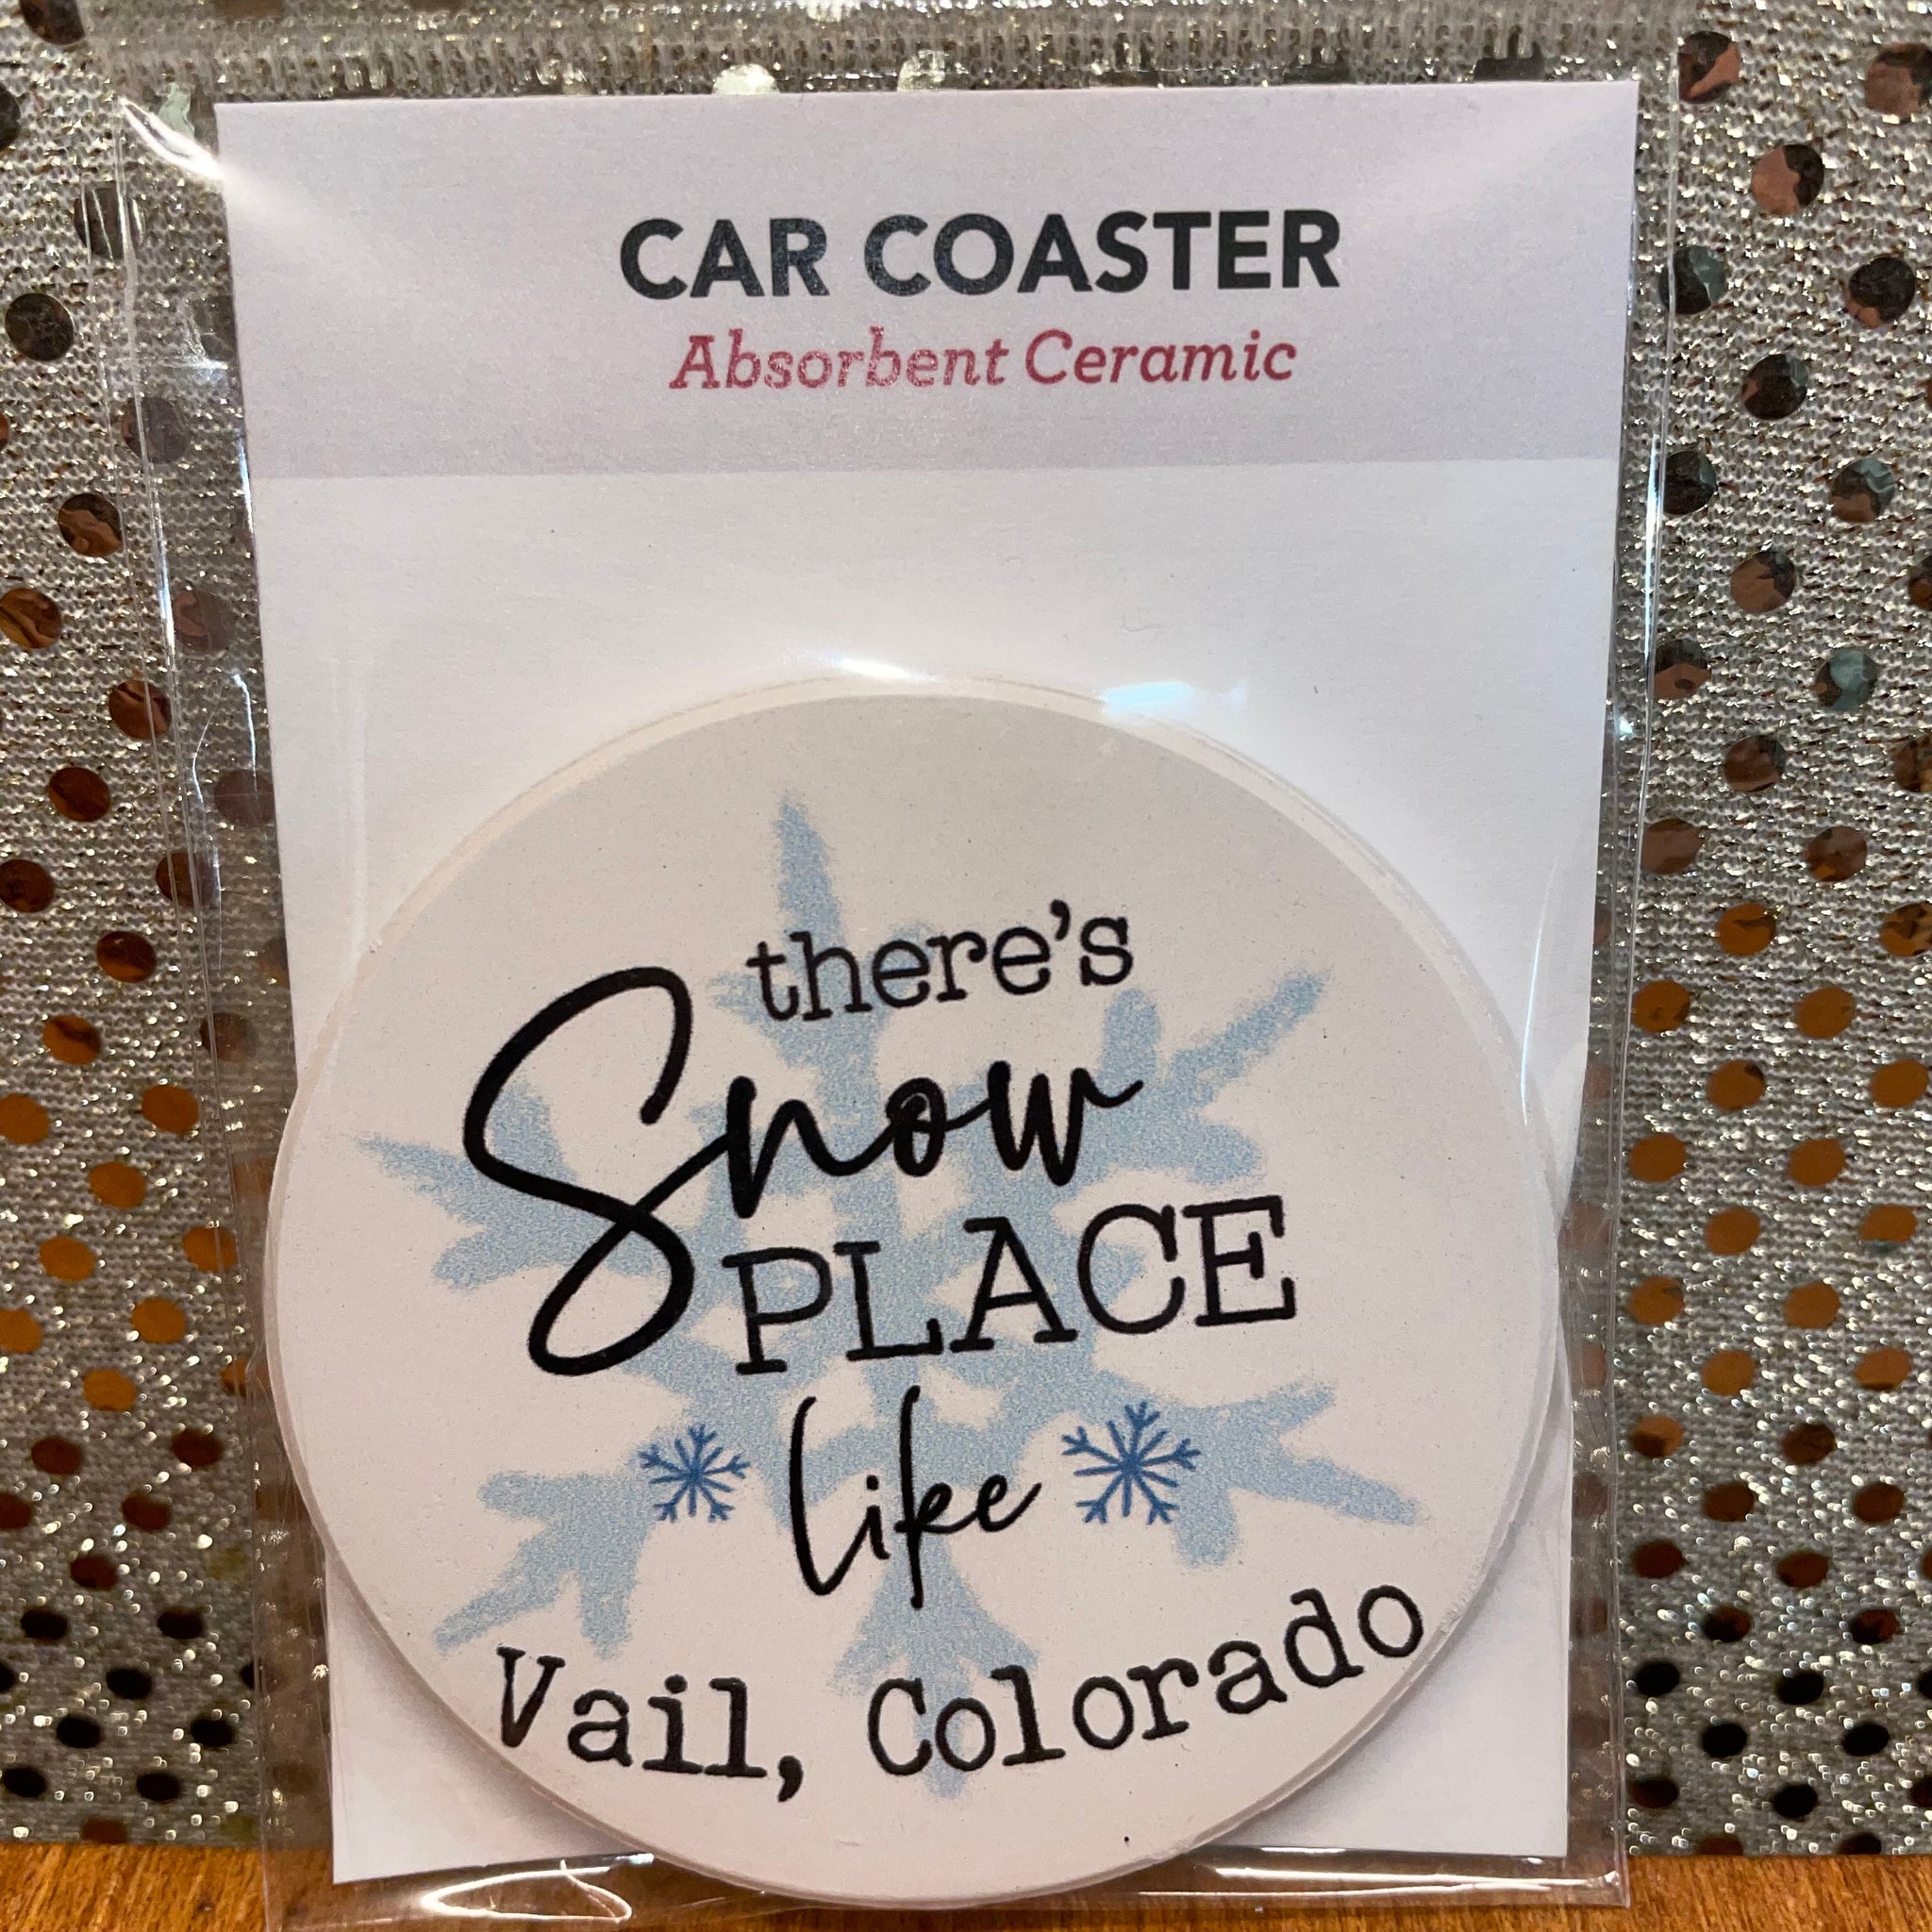 CAR COASTER
Absorbent Ceramic
there's
Snow
PLACE
like
Vail, Colorado